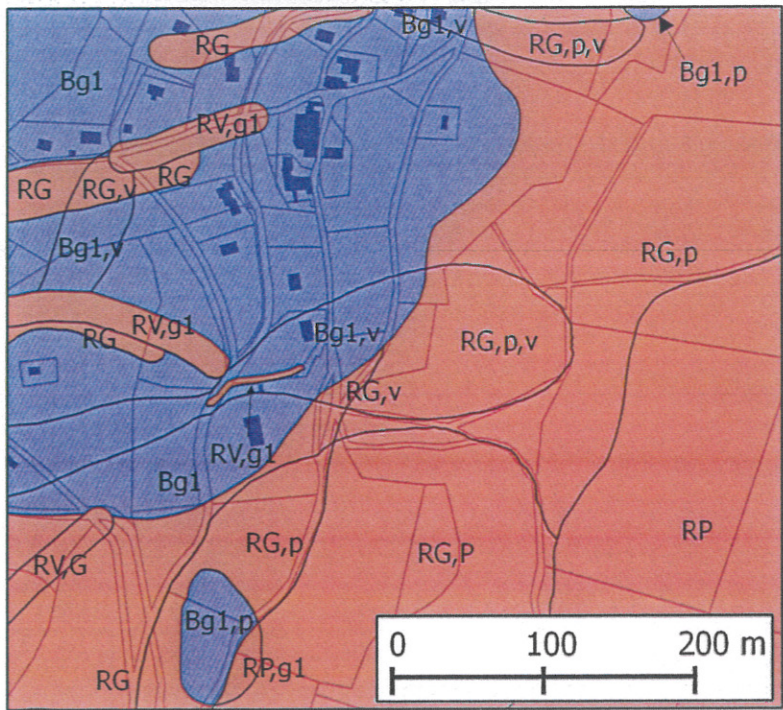 RG
Bg1,v
RG,p,v
Bg1,p
Bg1
RV,g1
RG
RG,v
RG
Bg1,v
RG,p
RV,g1
RG
Bg1,v
RG,p,v
RG,v
RV,g1
Bg1
RG,p
RG,P
RP
RV,G
Bg1,p
RG
RP,g1
0 100 200 m